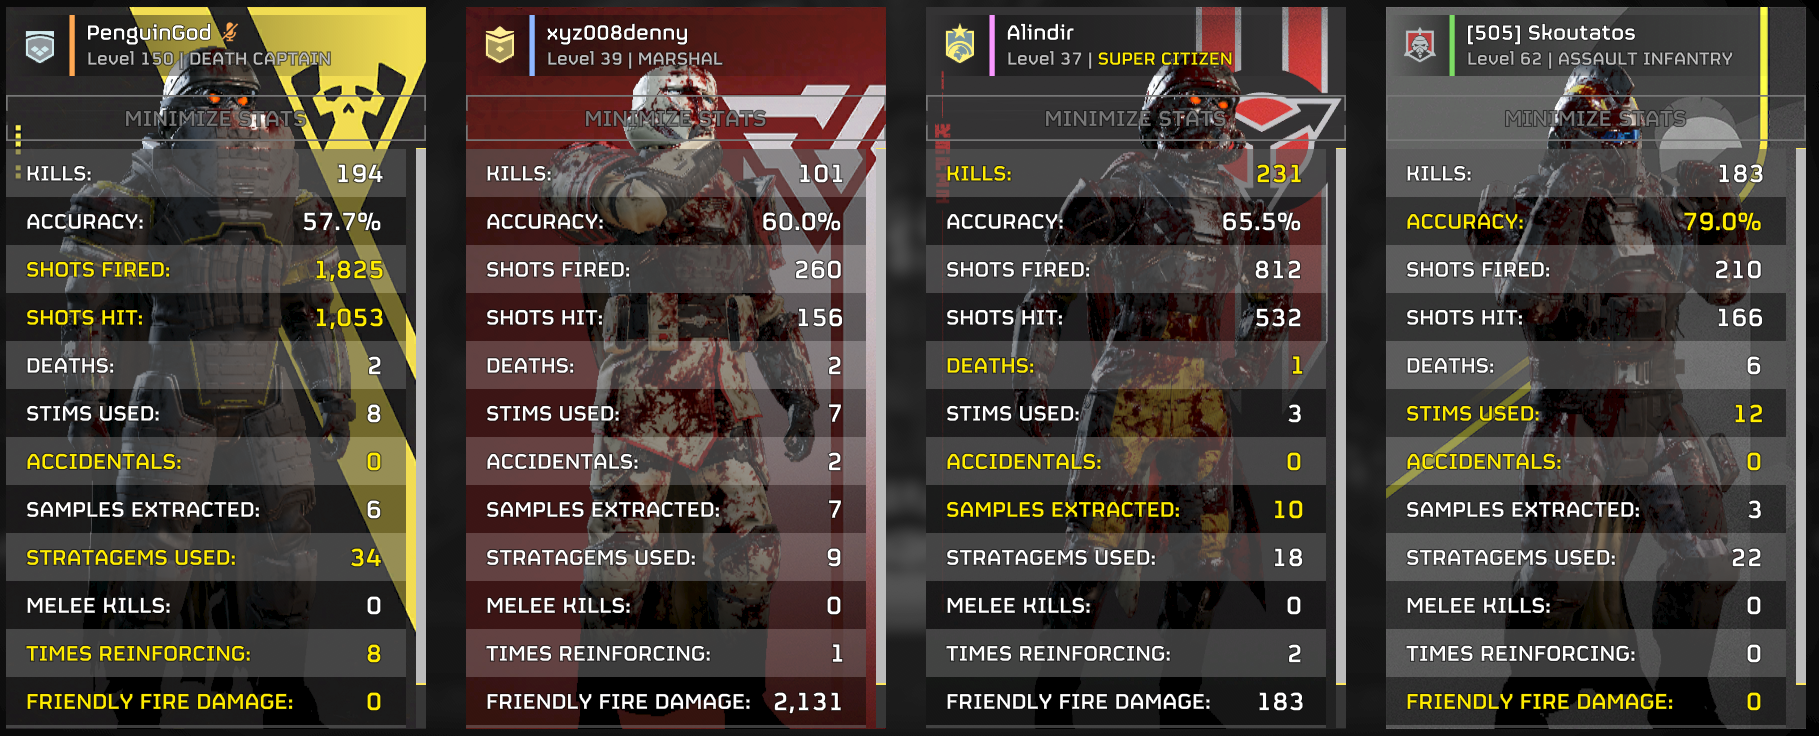 PenguinGod
Level 150 | DEATH CAPTAIN
MINIMIZE STATS
KILLS: 194
ACCURACY: 57.7%
SHOTS FIRED: 1,825
SHOTS HIT: 1,053
DEATHS: 2
STIMS USED: 8
ACCIDENTALS: 0
SAMPLES EXTRACTED: 6
STRATAGEMS USED: 34
MELEE KILLS: 0
TIMES REINFORCING: 8
FRIENDLY FIRE DAMAGE: 0
xyz008denny
Level 39 | MARSHAL
MINIMIZE STATS
KILLS: 101
ACCURACY: 60.0%
SHOTS FIRED: 260
SHOTS HIT: 156
DEATHS: 2
STIMS USED: 7
ACCIDENTALS: 2
SAMPLES EXTRACTED: 7
STRATAGEMS USED: 9
MELEE KILLS: 0
TIMES REINFORCING: 1
FRIENDLY FIRE DAMAGE: 2,131
Alindir
Level 37 | SUPER CITIZEN
MINIMIZE STATS
KILLS: 231
ACCURACY: 65.5%
SHOTS FIRED: 812
SHOTS HIT: 532
DEATHS: 1
STIMS USED: 3
ACCIDENTALS: 0
SAMPLES EXTRACTED: 10
STRATAGEMS USED: 18
MELEE KILLS: 0
TIMES REINFORCING: 2
FRIENDLY FIRE DAMAGE: 183
[505] Skoutatos
Level 62 | ASSAULT INFANTRY
MINIMIZE STATS
KILLS: 183
ACCURACY: 79.0%
SHOTS FIRED: 210
SHOTS HIT: 166
DEATHS: 6
STIMS USED: 12
ACCIDENTALS: 0
SAMPLES EXTRACTED: 3
STRATAGEMS USED: 22
MELEE KILLS: 0
TIMES REINFORCING: 0
FRIENDLY FIRE DAMAGE: 0